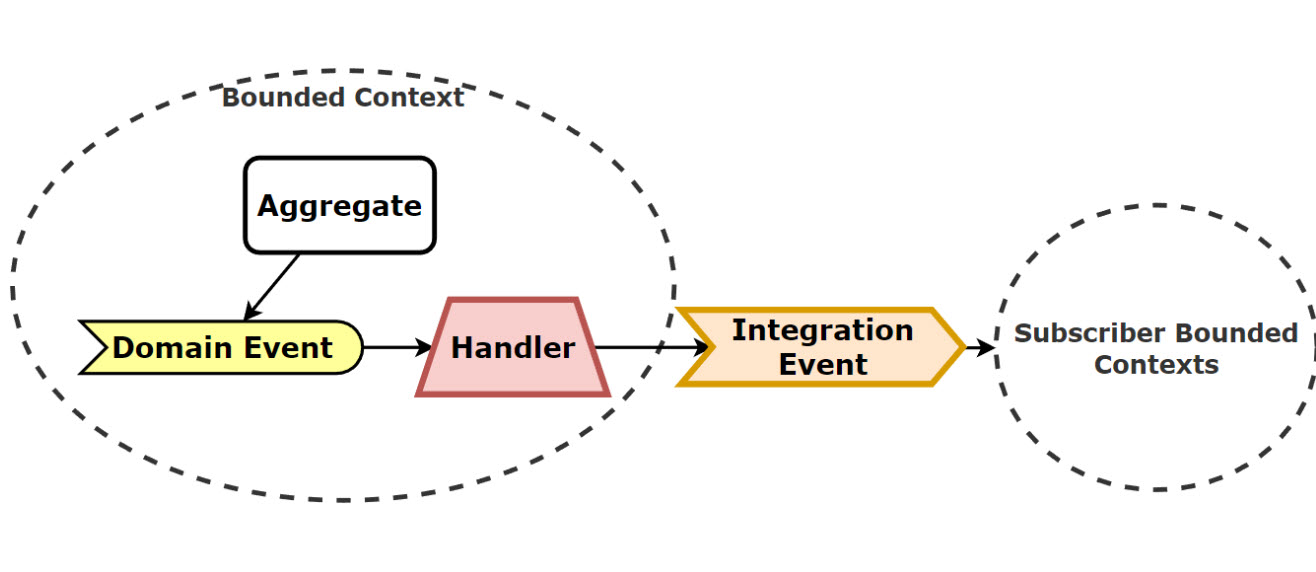 Bounded Context
Aggregate
Domain Event
Handler
Integration
Event
Subscriber Bounded
Contexts